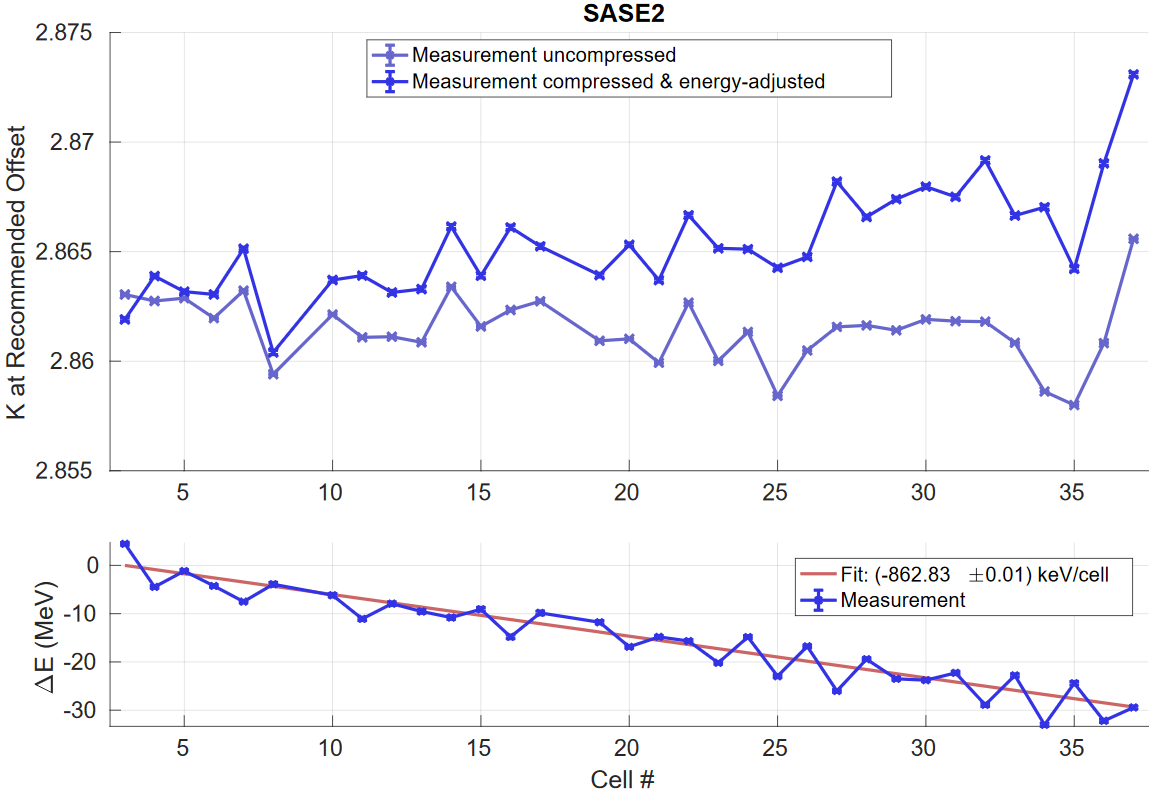 SASE2
2.875
2.87
2.865
2.86
2.855
K at Recommended Offset
Measurement uncompressed
Measurement compressed & energy-adjusted
5 10 15 20 25 30 35
0
-10
-20
-30
ΔE (MeV)
Fit: (-862.83 ±0.01) keV/cell
Measurement
5 10 15 20 25 30 35
Cell #